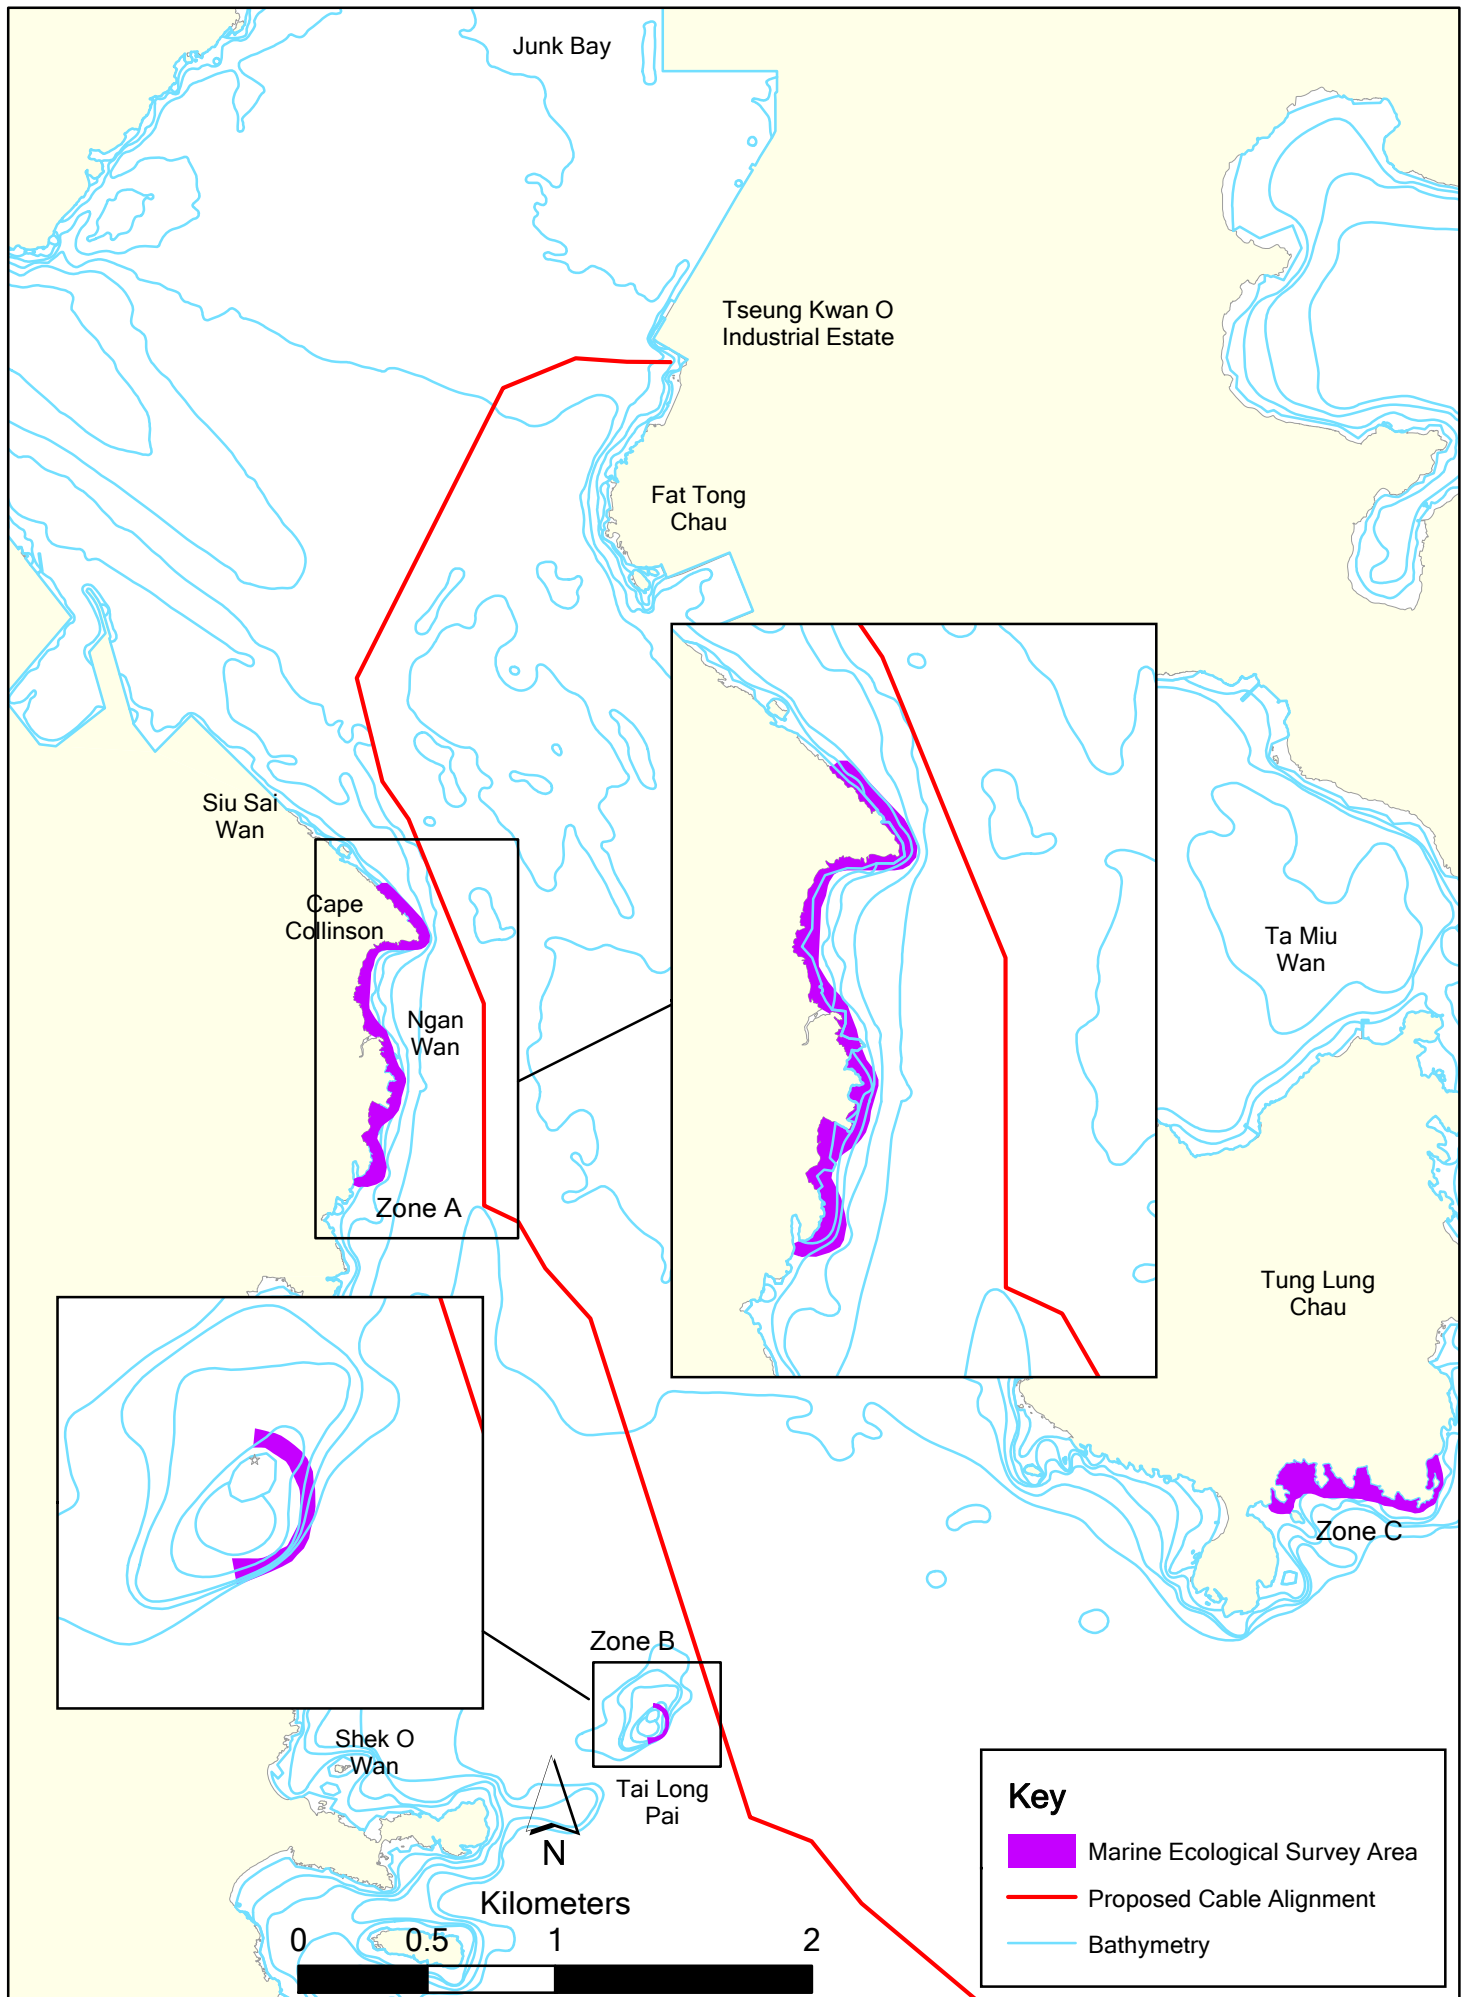 Junk Bay
Tseung Kwan O
Industrial Estate
Fat Tong
Chau
Siu Sai
Wan
Cape
Collinson
Ta Miu
Wan
Ngan
Wan
Zone A
Tung Lung
Chau
Zone C
Zone B
Shek O
Wan
Tai Long
Pai
N
Kilometers
0 0.5 1 2
Key
Marine Ecological Survey Area
Proposed Cable Alignment
Bathymetry